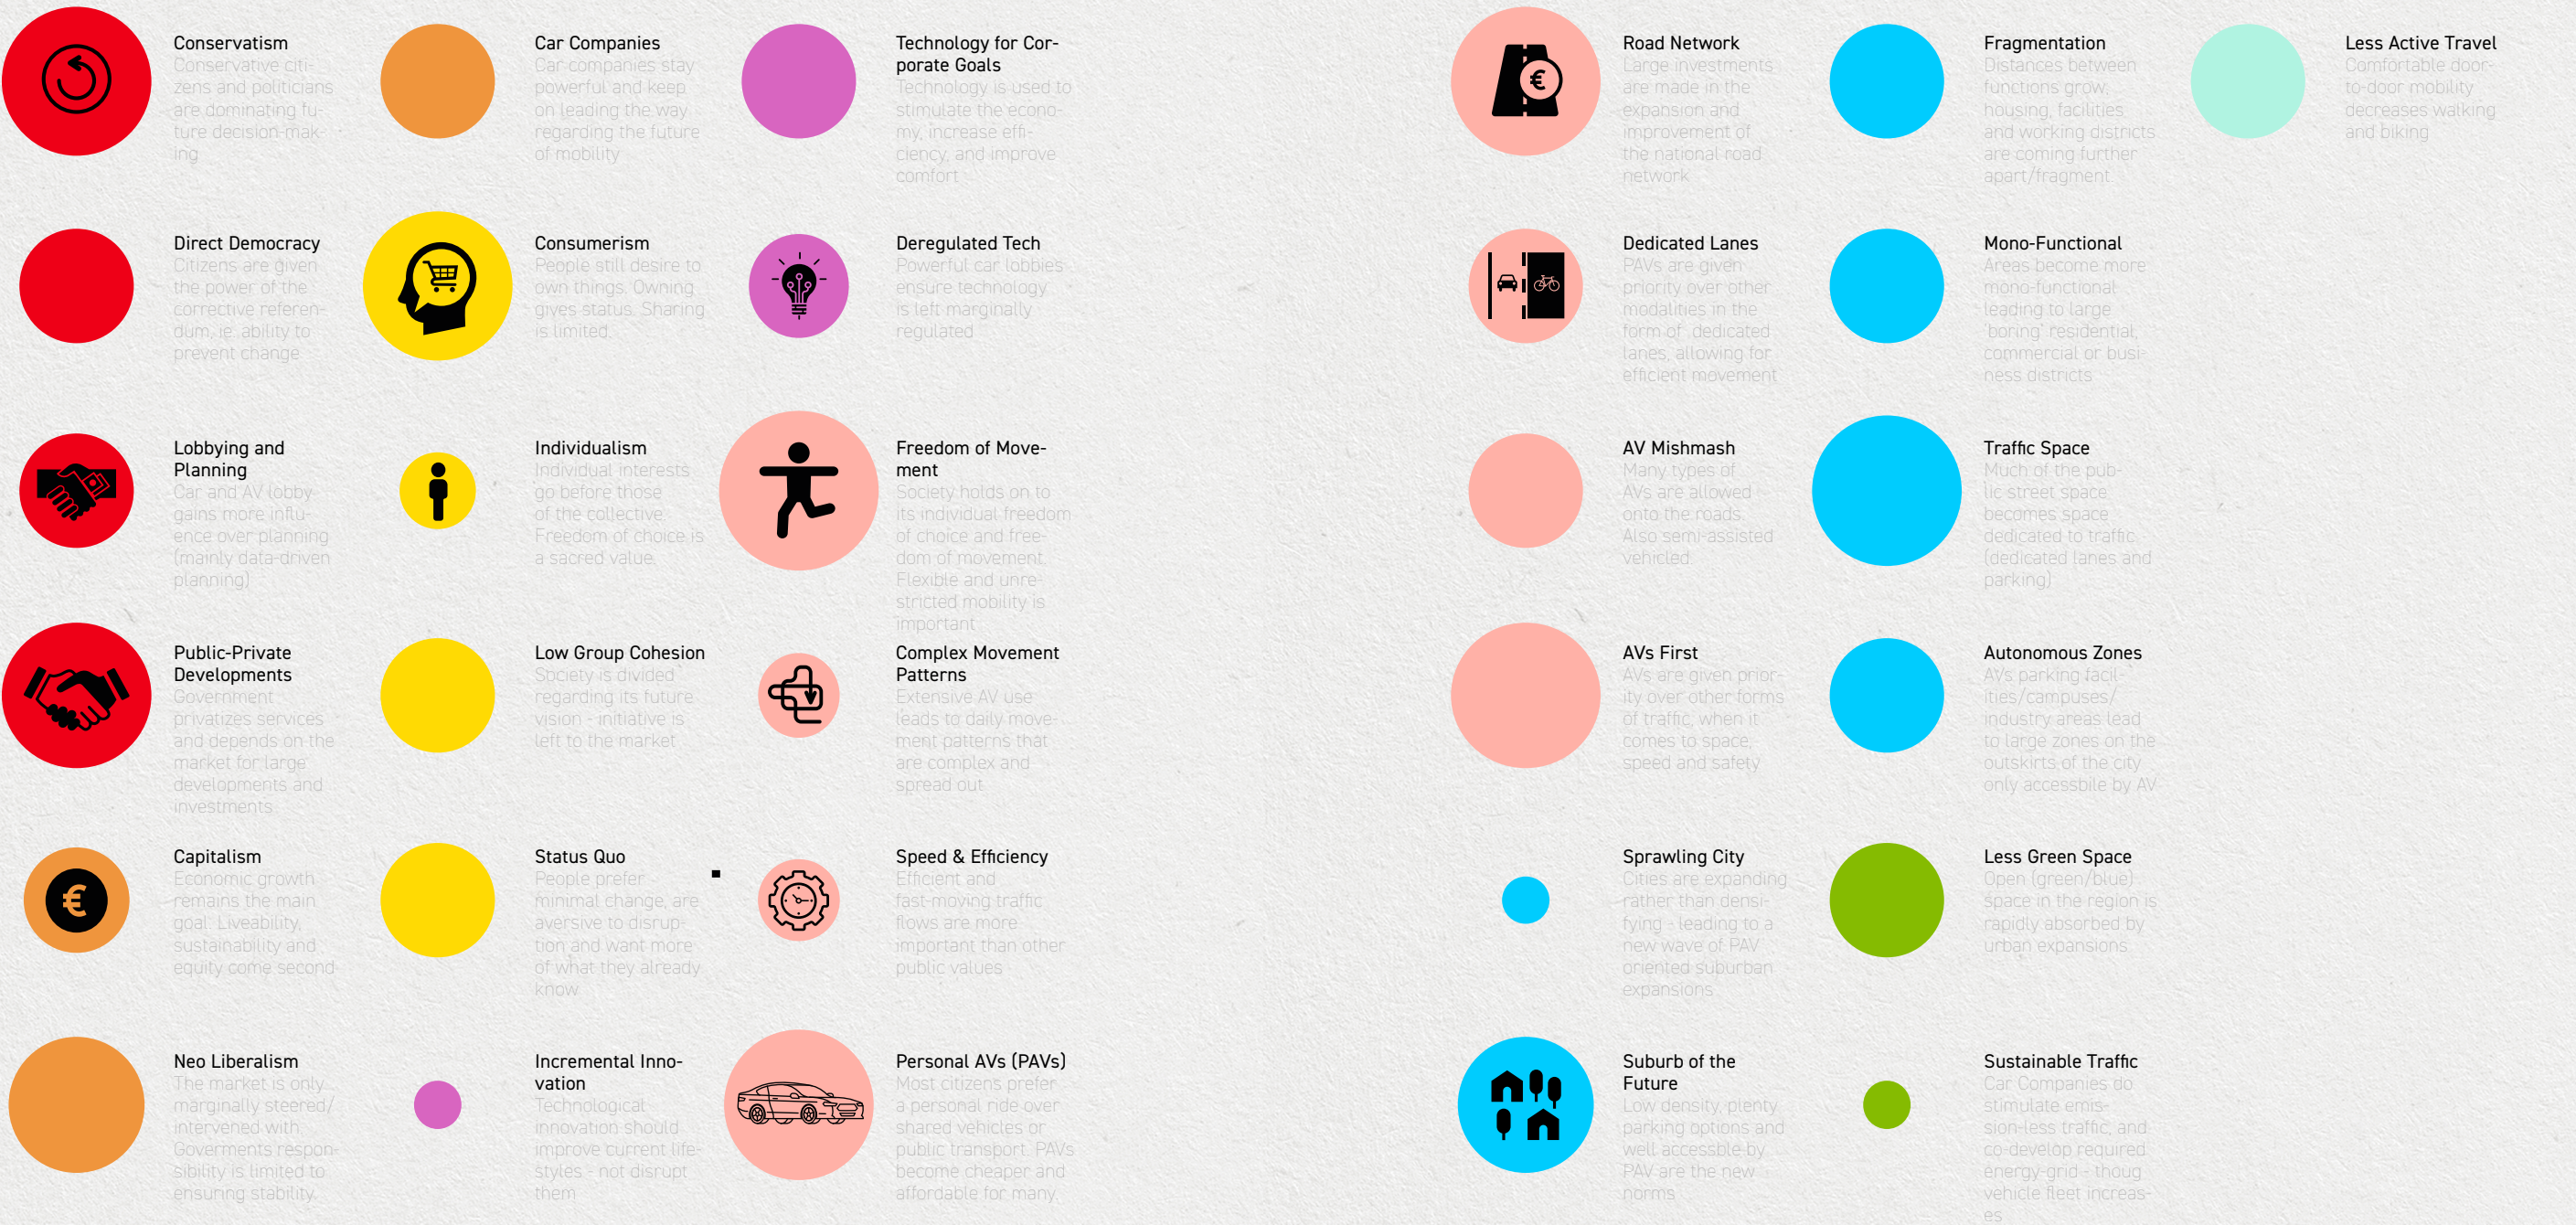 Conservatism
Conservative citi-
zens and politicians
are dominating fu-
ture decision-mak-
ing
Direct Democracy
Citizens are given
the power of the
corrective referen-
dum, ie. ability to
prevent change
Lobbying and
Planning
Car and AV lobby
gains more influ-
ence over planning
(mainly data-driven
planning)
Public-Private
Developments
Government
privatizes services
and depends on the
market for large
developments and
investments
Capitalism
Economic growth
remains the main
goal. Liveability,
sustainability and
equity come second
€
Neo Liberalism
The market is only
marginally steered/
intervened with.
Goverments respon-
sibility is limited to
ensuring stability.
Car Companies
Car companies stay
powerful and keep
on leading the way
regarding the future
of mobility
Consumerism
People still desire to
own things. Owning
gives status. Sharing
is limited.
Individualism
Individual interests
go before those
of the collective.
Freedom of choice is
a sacred value.
Low Group Cohesion
Society is divided
regarding its future
vision - initiative is
left to the market
Status Quo
People prefer
minimal change, are
aversive to disrup-
tion and want more
of what they already
know
Incremental Inno-
vation
Technological
innovation should
improve current life-
styles - not disrupt
them
Technology for Cor-
porate Goals
Technology is used to
stimulate the econo-
my, increase effi-
ciency, and improve
comfort
Deregulated Tech
Powerful car lobbies
ensure technology
is left marginally
regulated
Freedom of Move-
ment
Society holds on to
its individual freedom
of choice and free-
dom of movement.
Flexible and unre-
stricted mobility is
important
Complex Movement
Patterns
Extensive AV use
leads to daily move-
ment patterns that
are complex and
spread out
Speed & Efficiency
Efficient and
fast-moving traffic
flows are more
important than other
public values
Personal AVs (PAVs)
Most citizens prefer
a personal ride over
shared vehicles or
public transport. PAVs
become cheaper and
affordable for many.
€
Road Network
Large investments
are made in the
expansion and
improvement of
the national road
network
Dedicated Lanes
PAVs are given
priority over other
modalities in the
form of dedicated
lanes, allowing for
efficient movement
AV Mishmash
Many types of
AVs are allowed
onto the roads.
Also semi-assisted
vehicled.
AVs First
AVs are given prior-
ity over other forms
of traffic, when it
comes to space,
speed and safety
Sprawling City
Cities are expanding
rather than densi-
fying - leading to a
new wave of PAV
oriented suburban
expansions
Suburb of the
Future
Low density, plenty
parking options and
well accessble by
PAV are the new
norms
Fragmentation
Distances between
functions grow,
housing, facilities
and working districts
are coming further
apart/fragment.
Mono-Functional
Areas become more
mono-functional
leading to large
'boring' residential,
commercial or busi-
ness districts
Traffic Space
Much of the pub-
lic street space
becomes space
dedicated to traffic
(dedicated lanes and
parking)
Autonomous Zones
AVs parking facil-
ities/campuses/
industry areas lead
to large zones on the
outskirts of the city
only accessbile by AV
Less Green Space
Open (green/blue)
space in the region is
rapidly absorbed by
urban expansions
Sustainable Traffic
Car Companies do
stimulate emis-
sion-less traffic, and
co-develop required
energy-grid - thoug
vehicle fleet increas-
es
Less Active Travel
Comfortable door-
to-door mobility
decreases walking
and biking